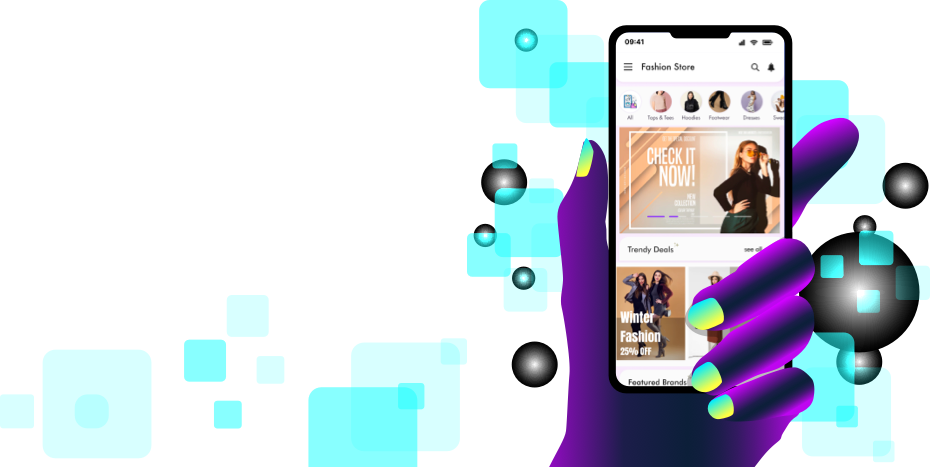 09:41
Fashion Store
All Tops & Tees Hoodies Footwear Dresses Swe
CHECK IT
NOW!
NEW
COLLECTION
Trendy Deals
see all
Winter
Fashion
25% OFF
Featured Brands